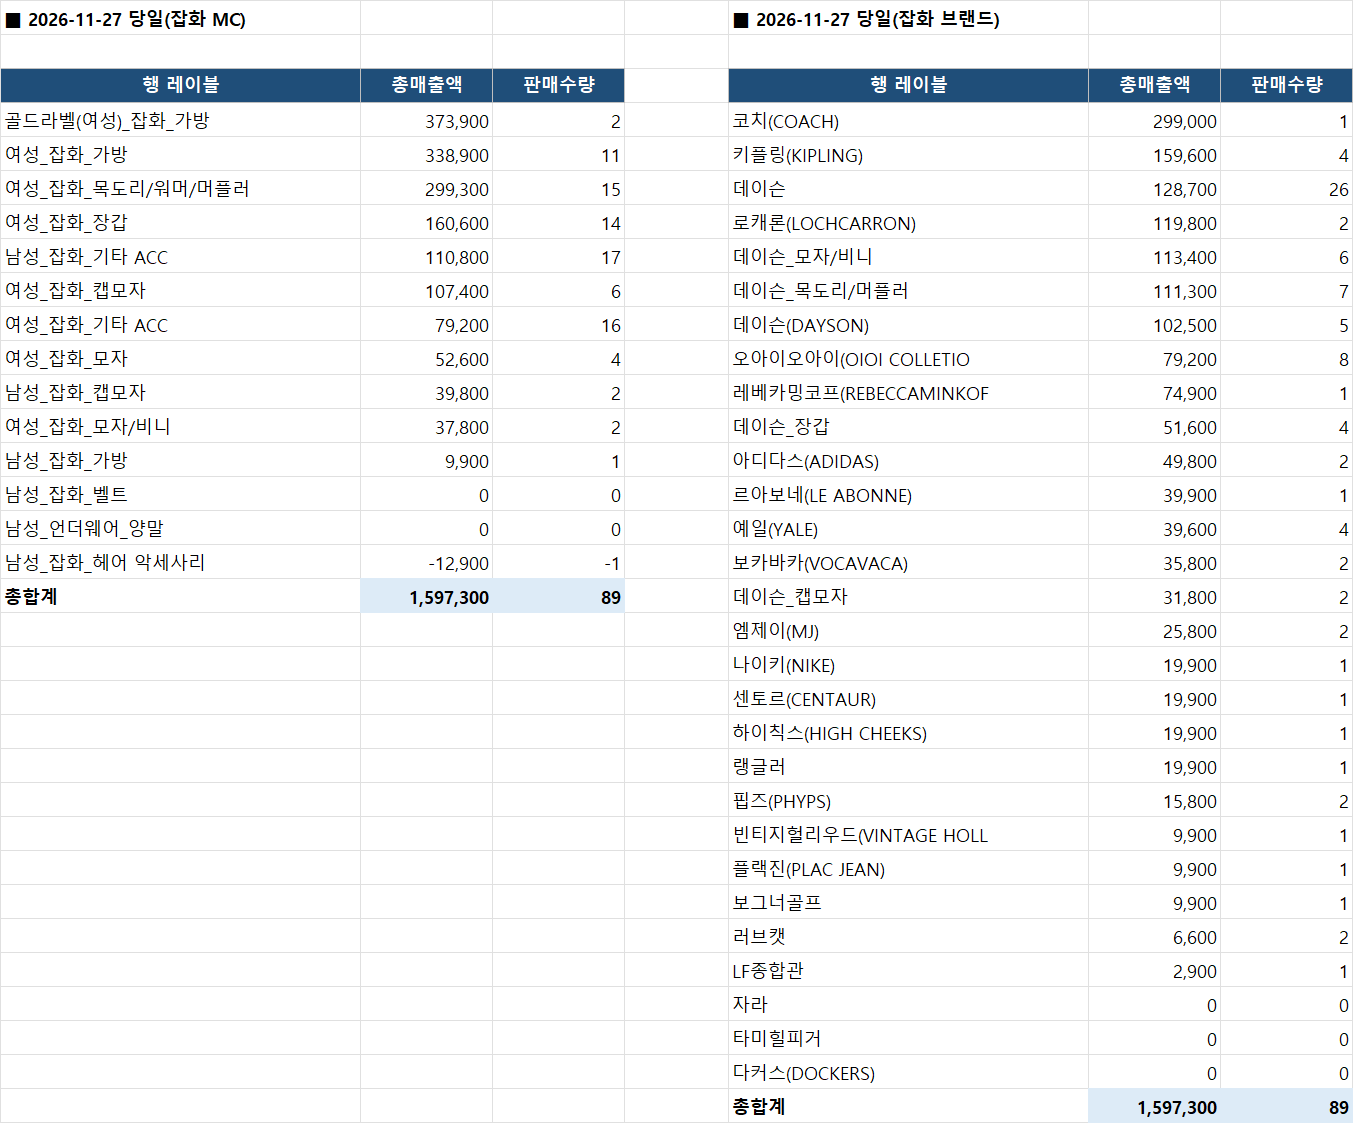 ■ 2026-11-27 당일(잡화 MC)
행 레이블 총매출액 판매수량
골드라벨(여성)_잡화_가방 373,900 2
여성_잡화_가방 338,900 11
여성_잡화_목도리/워머/머플러 299,300 15
여성_잡화_장갑 160,600 14
남성_잡화_기타 ACC 110,800 17
여성_잡화_캡모자 107,400 6
여성_잡화_기타 ACC 79,200 16
여성_잡화_모자 52,600 4
남성_잡화_캡모자 39,800 2
여성_잡화_모자/비니 37,800 2
남성_잡화_가방 9,900 1
남성_잡화_벨트 0 0
남성_언더웨어_양말 0 0
남성_잡화_헤어 악세사리 -12,900 -1
총합계 1,597,300 89
■ 2026-11-27 당일(잡화 브랜드)
행 레이블 총매출액 판매수량
코치(COACH) 299,000 1
키플링(KIPLING) 159,600 4
데이슨 128,700 26
로캐론(LOCHCARRON) 119,800 2
데이슨_모자/비니 113,400 6
데이슨_목도리/머플러 111,300 7
데이슨(DAYSON) 102,500 5
오아이오아이(OIOI COLLETIO 79,200 8
레베카밍코프(REBECCAMINKOF 74,900 1
데이슨_장갑 51,600 4
아디다스(ADIDAS) 49,800 2
르아보네(LE ABONNE) 39,900 1
예일(YALE) 39,600 4
보카바카(VOCAVACA) 35,800 2
데이슨_캡모자 31,800 2
엠제이(MJ) 25,800 2
나이키(NIKE) 19,900 1
센토르(CENTAUR) 19,900 1
하이칙스(HIGH CHEEKS) 19,900 1
랭글러 19,900 1
핍즈(PHYPS) 15,800 2
빈티지헐리우드(VINTAGE HOLL 9,900 1
플랙진(PLAC JEAN) 9,900 1
보그너골프 9,900 1
러브캣 6,600 2
LF종합관 2,900 1
자라 0 0
타미힐피거 0 0
다커스(DOCKERS) 0 0
총합계 1,597,300 89